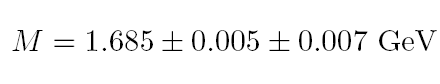 M = 1.685 ± 0.005 ± 0.007 GeV